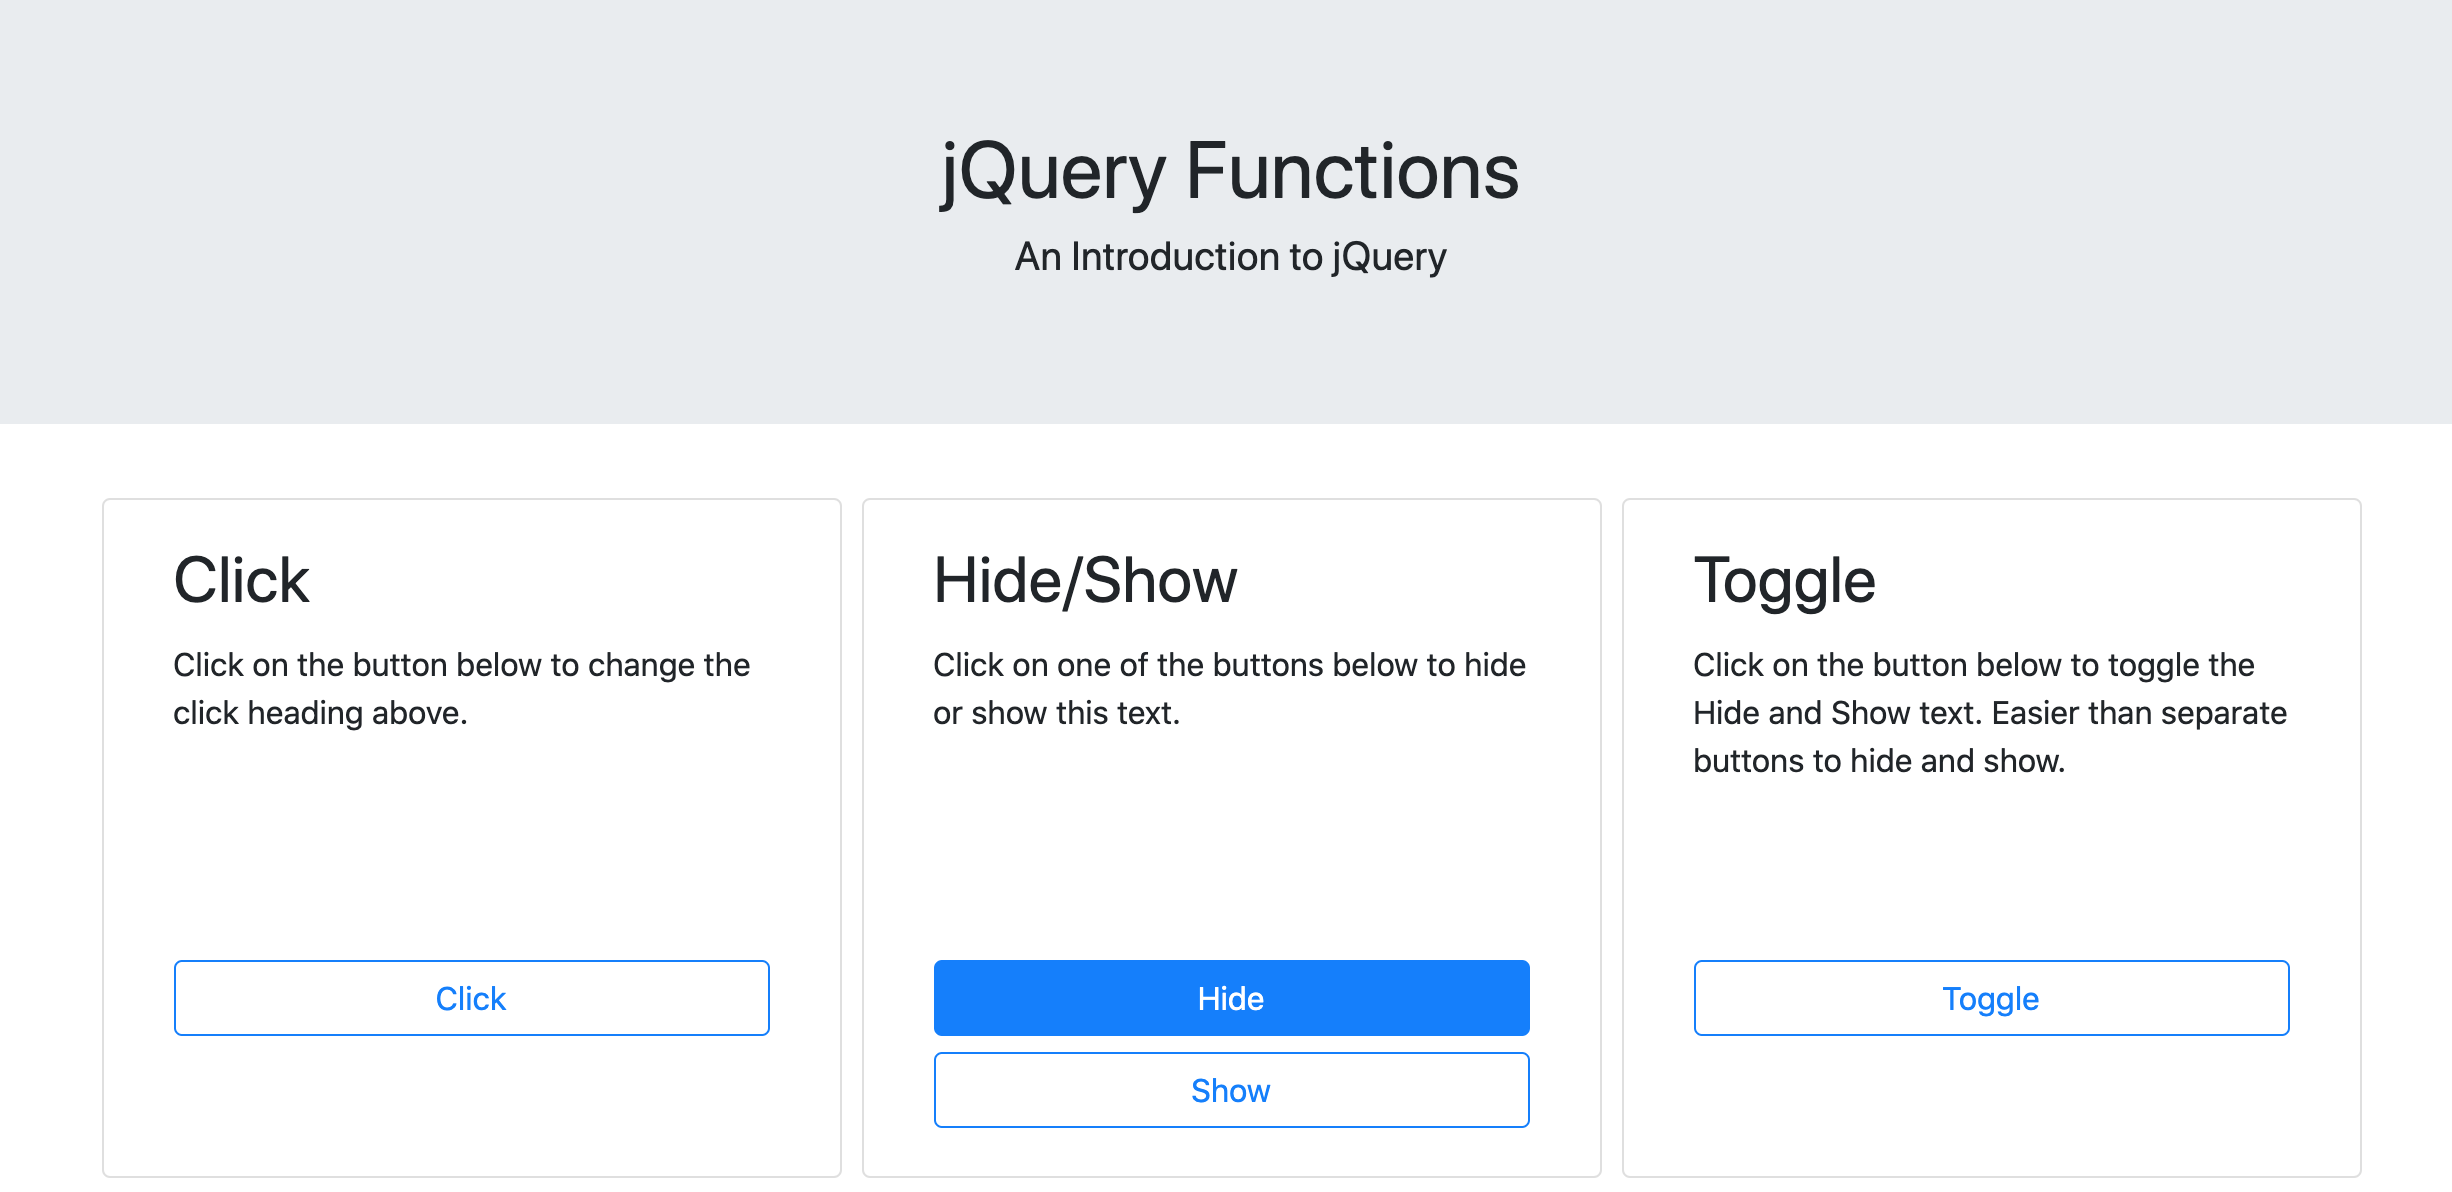 jQuery Functions
An Introduction to jQuery
Click
Click on the button below to change the
click heading above.
Click
Hide/Show
Click on one of the buttons below to hide
or show this text.
Hide
Show
Toggle
Click on the button below to toggle the
Hide and Show text. Easier than separate
buttons to hide and show.
Toggle